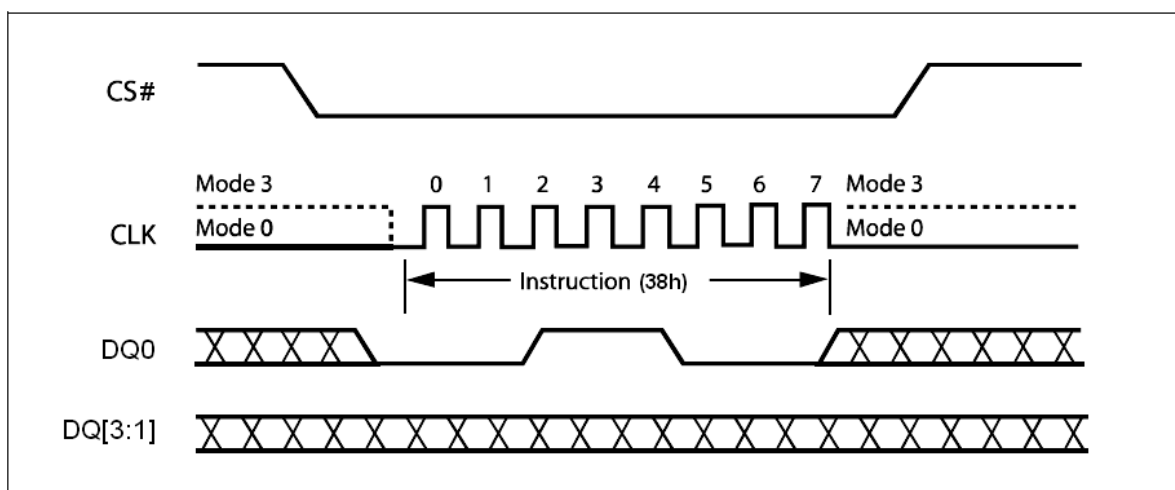 CS#
Mode 3 0 1 2 3 4 5 6 7 Mode 3
CLK Mode 0 Mode 0
Instruction (38h)
DQ0
DQ[3:1]